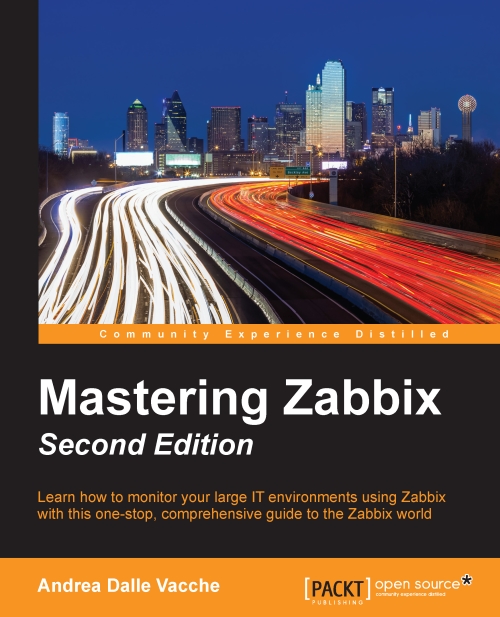 Community Experience Distilled
Mastering Zabbix
Second Edition
Learn how to monitor your large IT environments using Zabbix
with this one-stop, comprehensive guide to the Zabbix world
Andrea Dalle Vacche
[PACKT]
PUBLISHING
open source*
community experience distilled